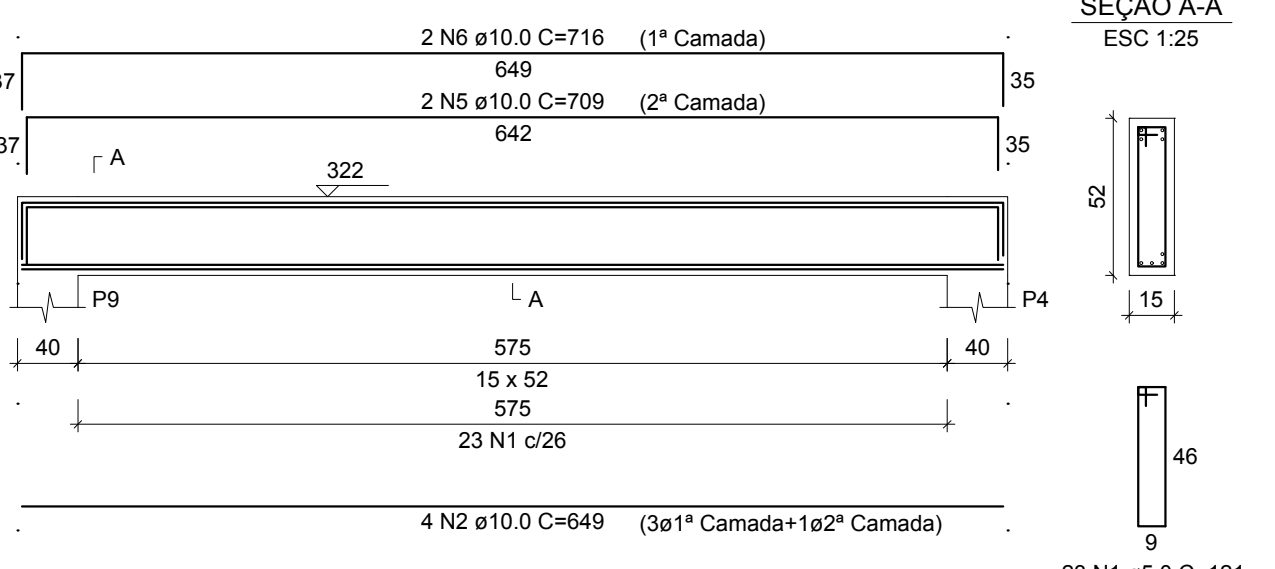 SEÇÃO A-A
ESC 1:25
2 N6 ø10.0 C=716 (1ª Camada)
649
37
35
2 N5 ø10.0 C=709 (2ª Camada)
642
37
35
A
322
52
15
P9
A
P4
40
575
40
15 x 52
575
23 N1 c/26
46
9
4 N2 ø10.0 C=649 (3ø1ª Camada+1ø2ª Camada)